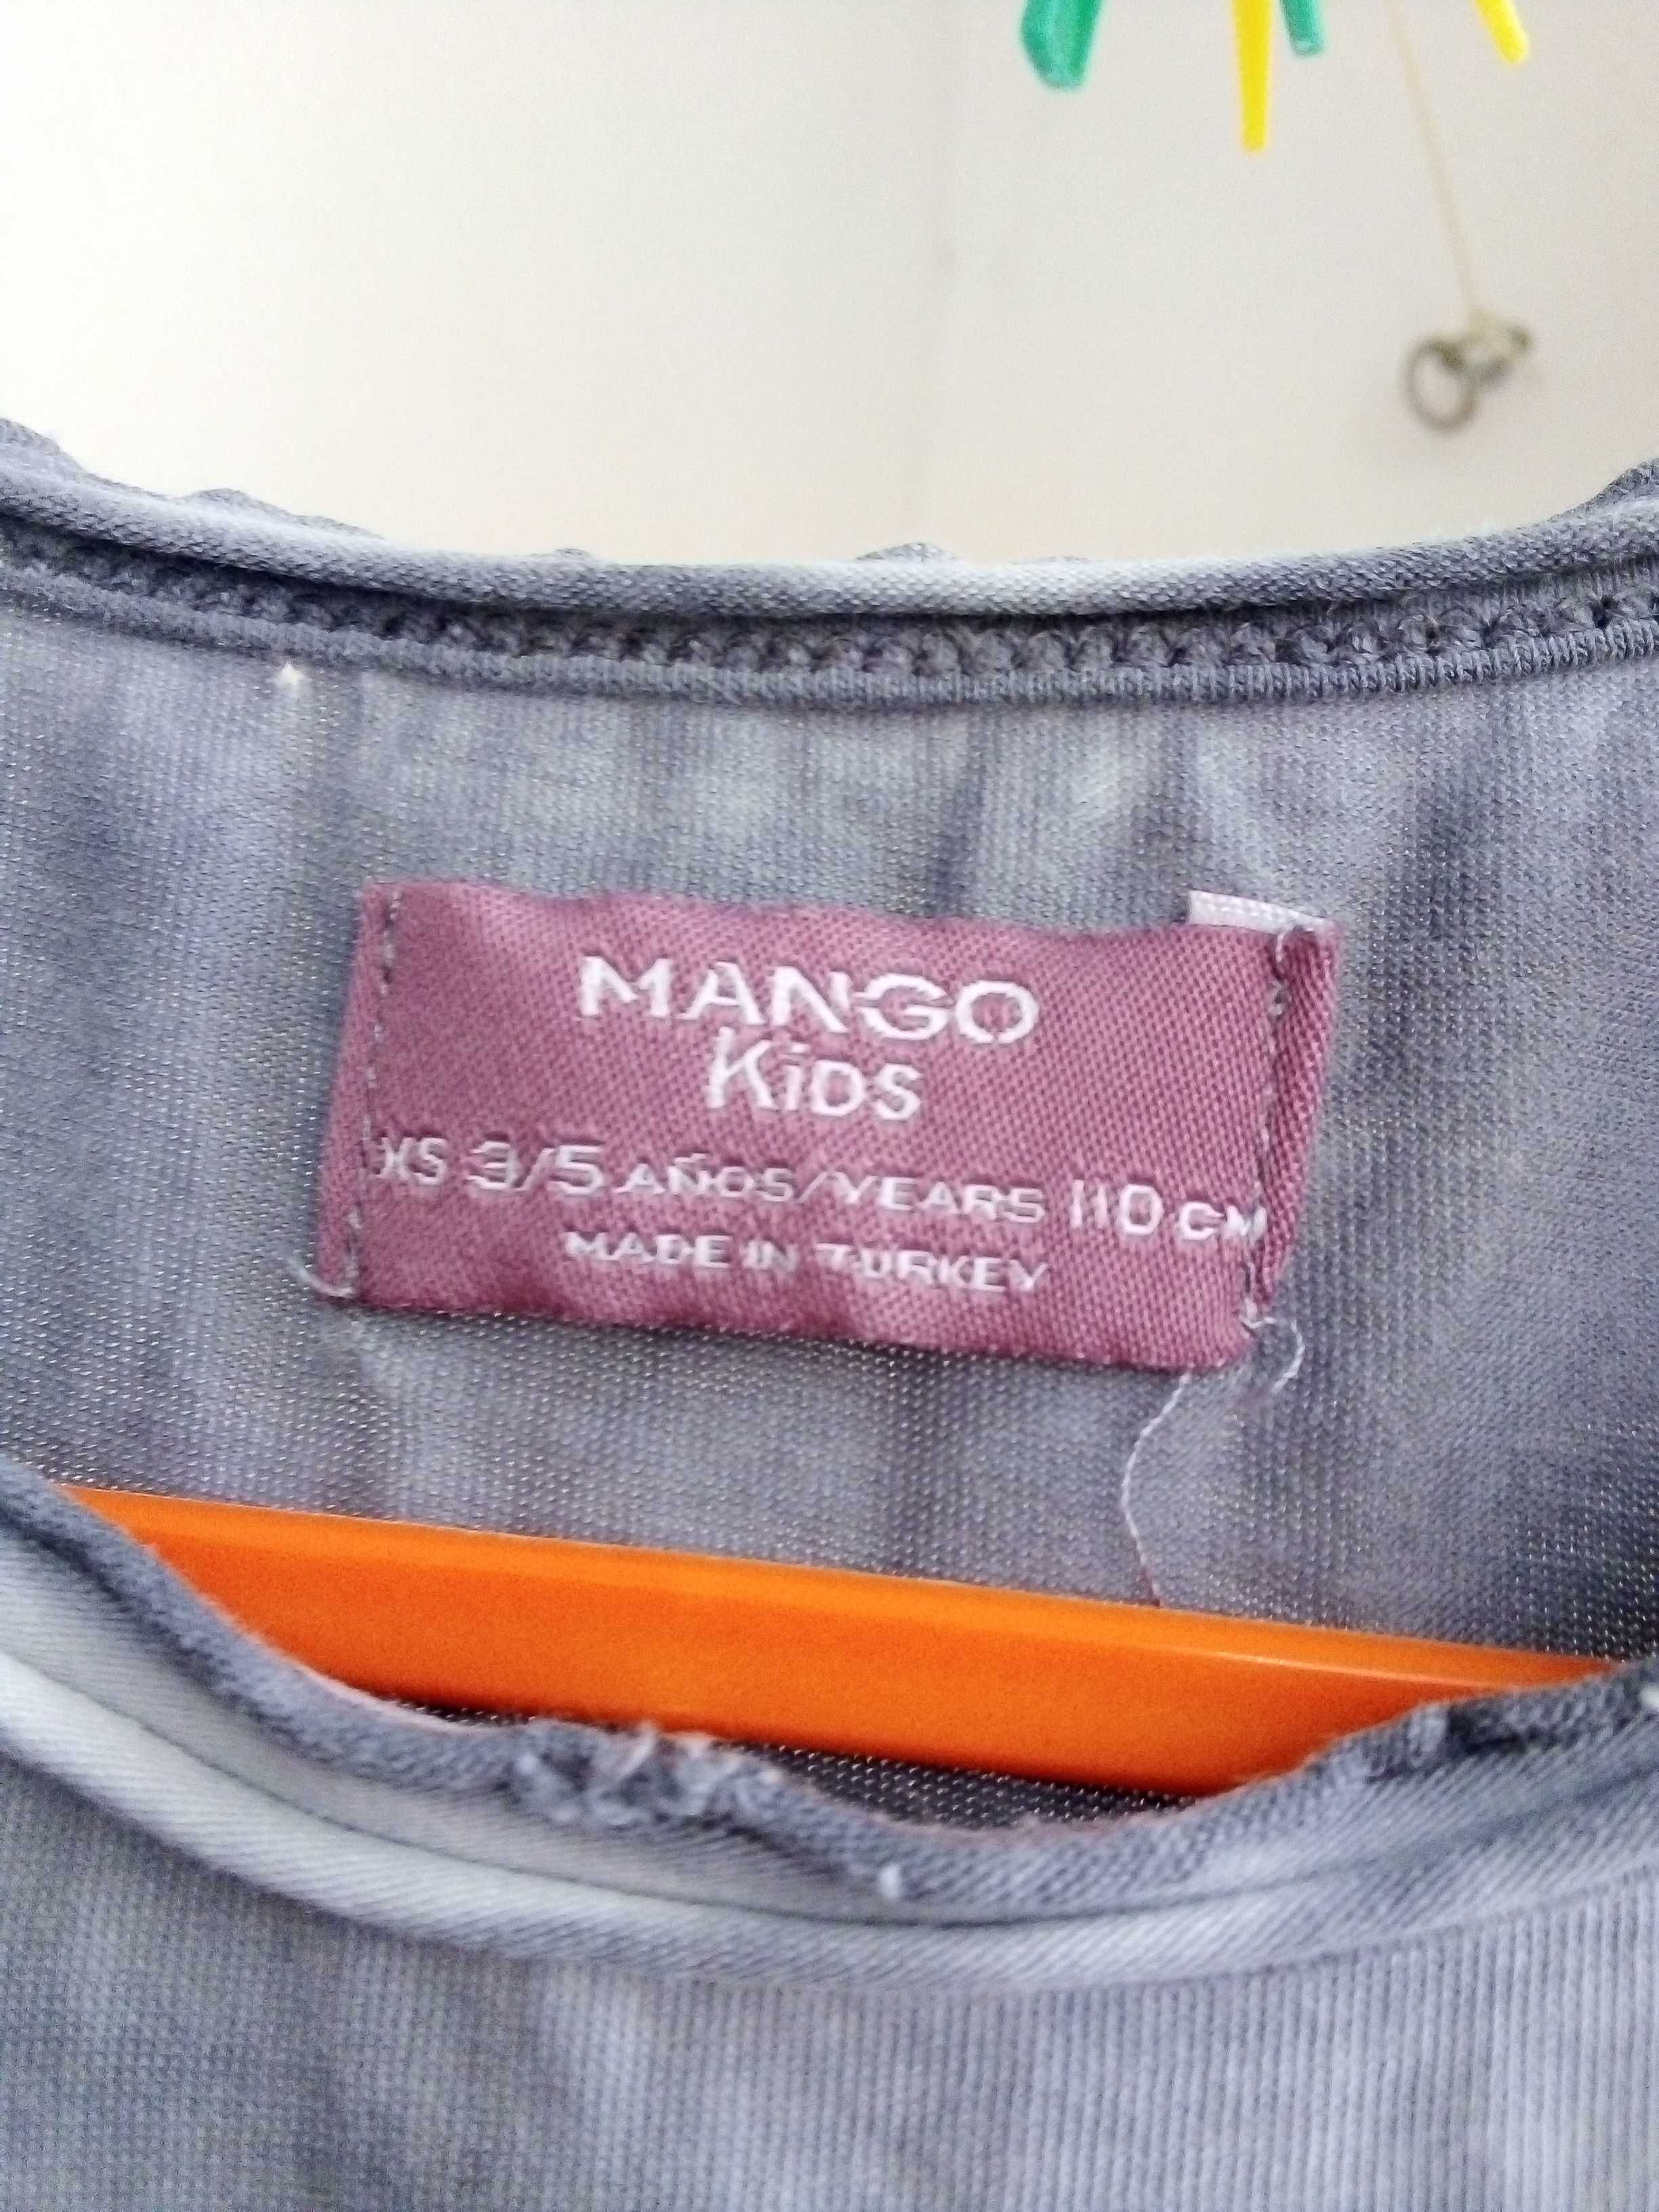 MANGO
KiDS
XS 3/5 AÑOS/YEARS 110 CM
MADE IN TURKEY